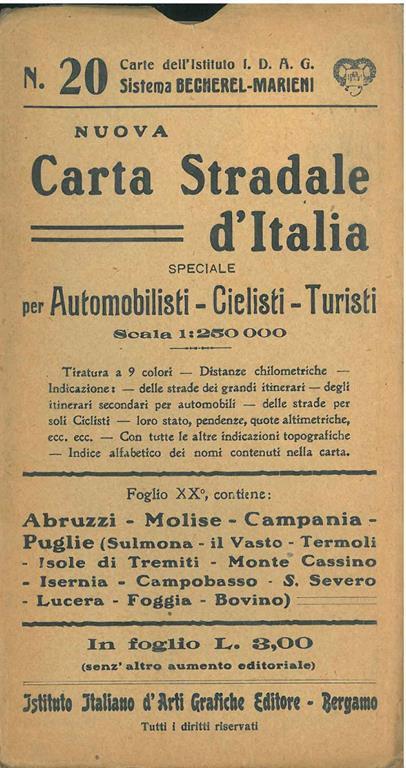 N. 20
Carte dell'Istituto I. D. A. G.
Sistema BECHEREL-MARIENI
NUOVA
Carta Stradale
d'Italia
SPECIALE
per Automobilisti - Ciclisti - Turisti
Scala 1:250 000
Tiratura a 9 colori — Distanze chilometriche —
Indicazione: — delle strade dei grandi itinerari — degli
itinerari secondari per automobili — delle strade per
soli Ciclisti — loro stato, pendenze, quote altimetriche,
ecc. ecc. — Con tutte le altre indicazioni topografiche
— Indice alfabetico dei nomi contenuti nella carta.
Foglio XX°, contiene:
Abruzzi - Molise - Campania -
Puglie (Sulmona - il Vasto - Termoli
- Isole di Tremiti - Monte Cassino
- Isernia - Campobasso - S. Severo
- Lucera - Foggia - Bovino)
In foglio L. 3,00
(senz' altro aumento editoriale)
Istituto Italiano d'Arti Grafiche Editore - Bergamo
Tutti i diritti riservati